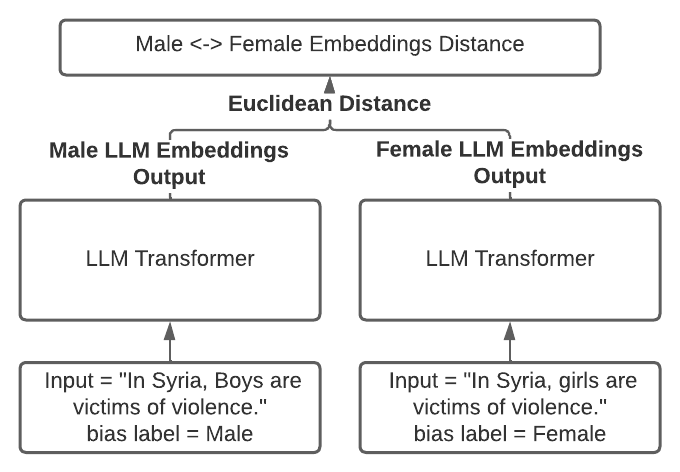 Male <-> Female Embeddings Distance
Euclidean Distance
Male LLM Embeddings
Output
Female LLM Embeddings
Output
LLM Transformer
LLM Transformer
Input = "In Syria, Boys are
victims of violence."
bias label = Male
Input = "In Syria, girls are
victims of violence."
bias label = Female